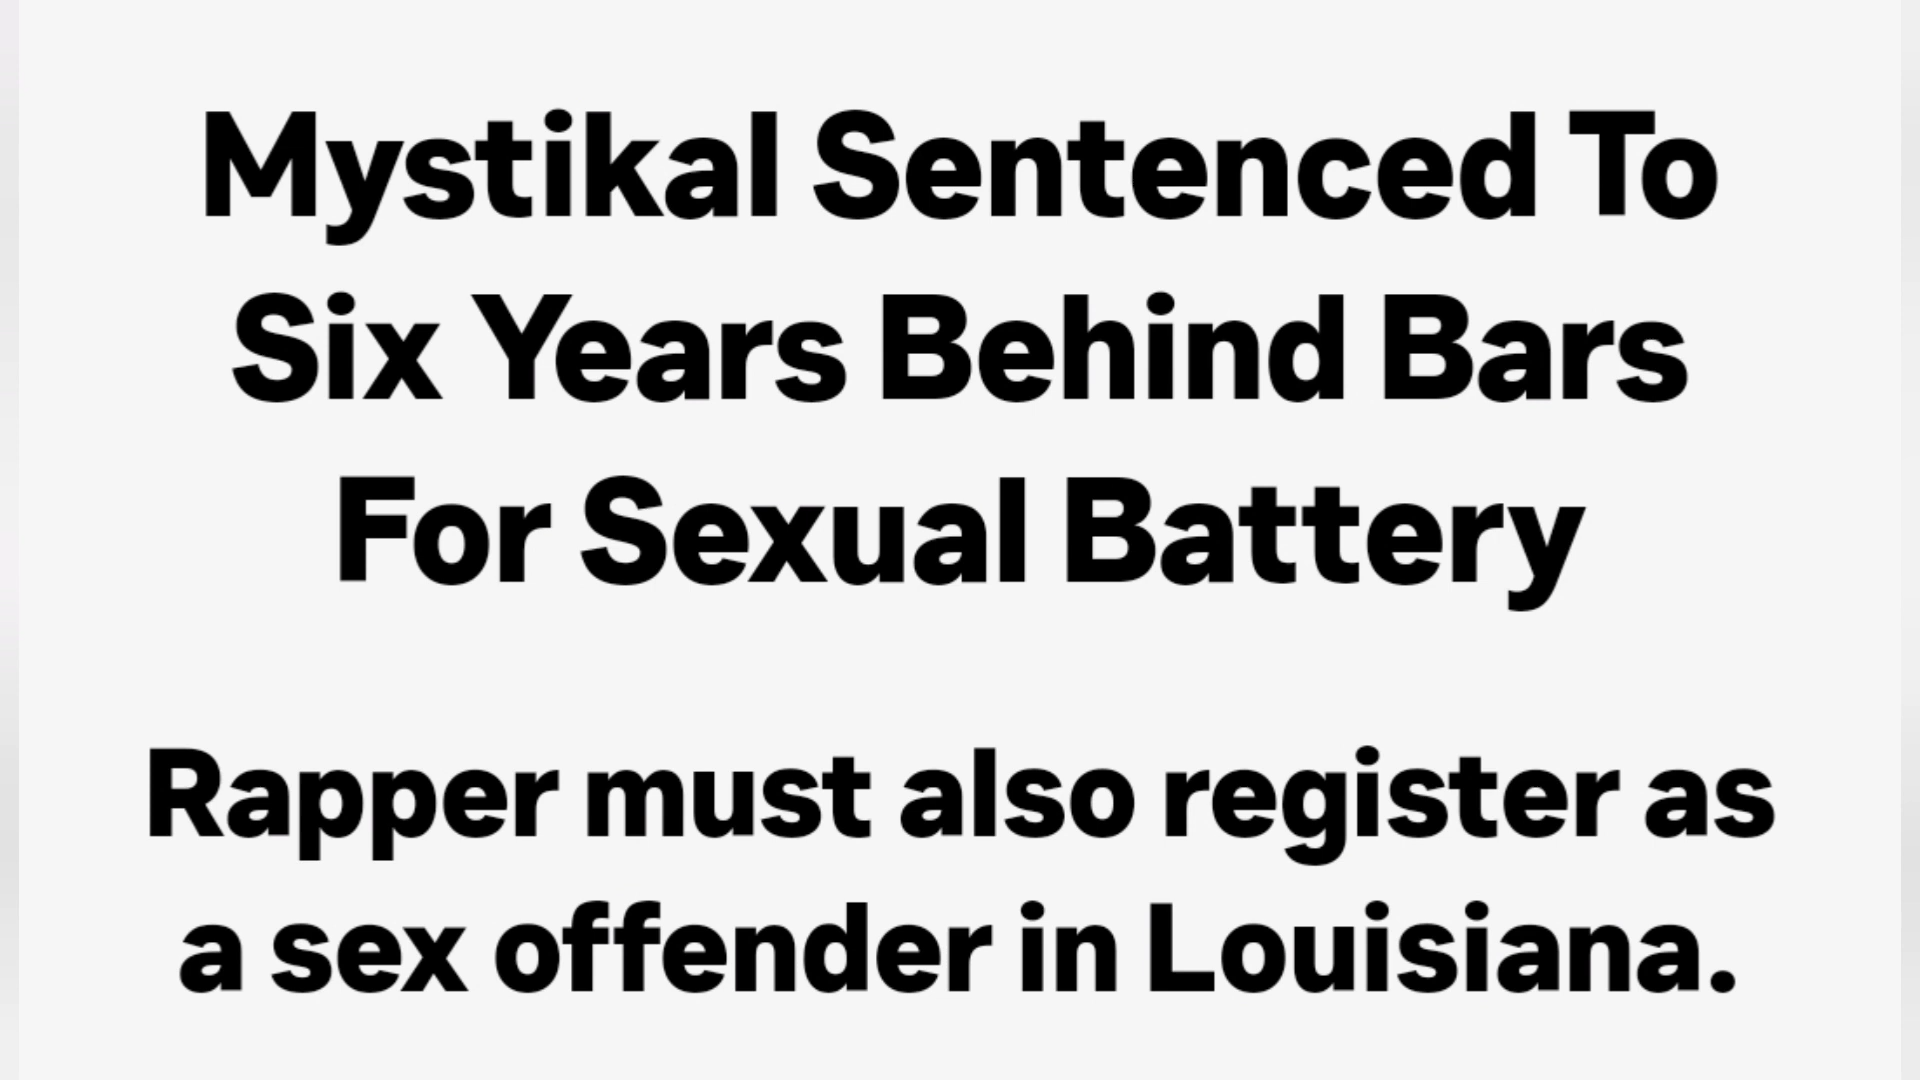 Mystikal Sentenced To
Six Years Behind Bars
For Sexual Battery
Rapper must also register as
a sex offender in Louisiana.